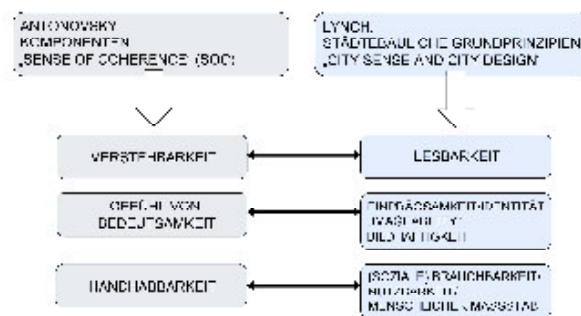 ANTONOVSKY
KOMPONENTEN
„SENSE OF COHERENCE“ (SOC)
LYNCH:
STÄDTEBAULICHE GRUNDPRINZIPIEN
„CITY SENSE AND CITY DESIGN“
VERSTEHBARKEIT
LESBARKEIT
GEFÜHL VON
BEDEUTSAMKEIT
EINPRÄGSAMKEIT/IDENTITÄT
BILDHAFTIGKEIT
HANDHABBARKEIT
(SOZIALE) BRAUCHBARKEIT/
NUTZBARKEIT/
MENSCHLICHER MASSSTAB